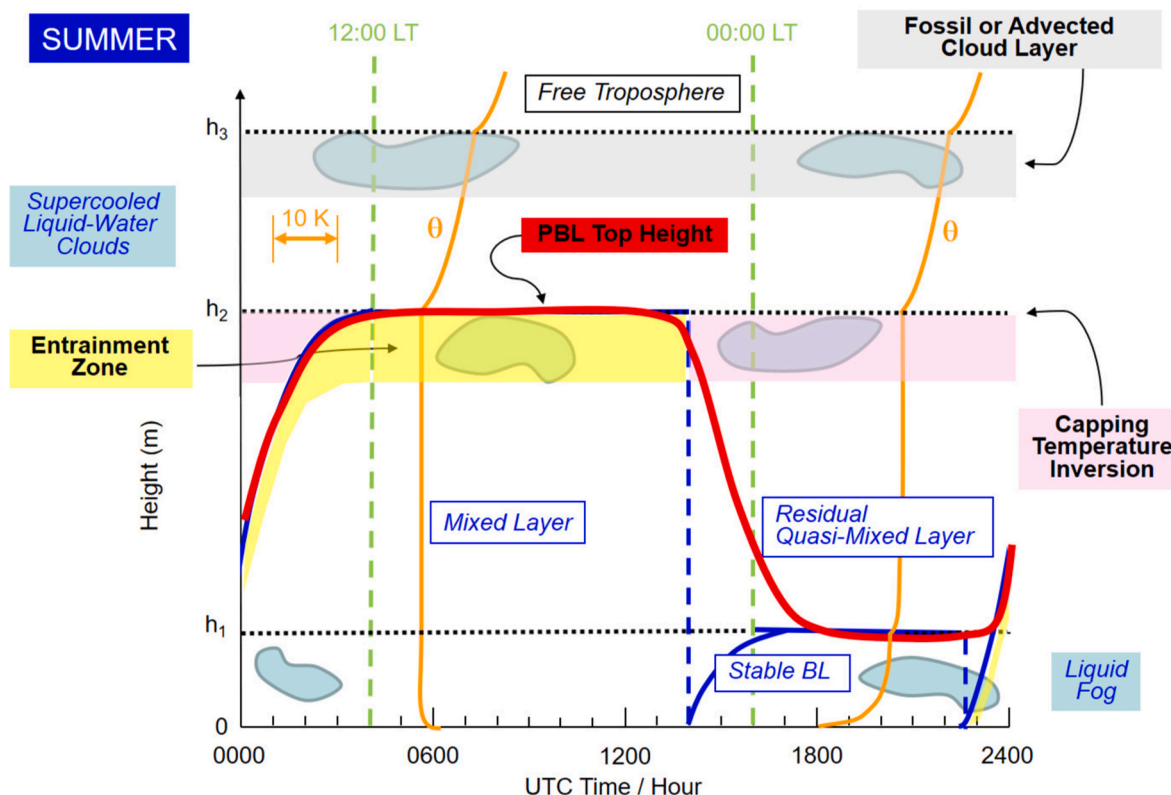 SUMMER
12:00 LT
00:00 LT
Fossil or Advected
Cloud Layer
Free Troposphere
h3
Supercooled
Liquid-Water
Clouds
10 K
θ
PBL Top Height
θ
h2
Entrainment
Zone
Capping
Temperature
Inversion
Height (m)
Mixed Layer
Residual
Quasi-Mixed Layer
h1
Stable BL
Liquid
Fog
0
0000
0600
1200
1800
2400
UTC Time / Hour